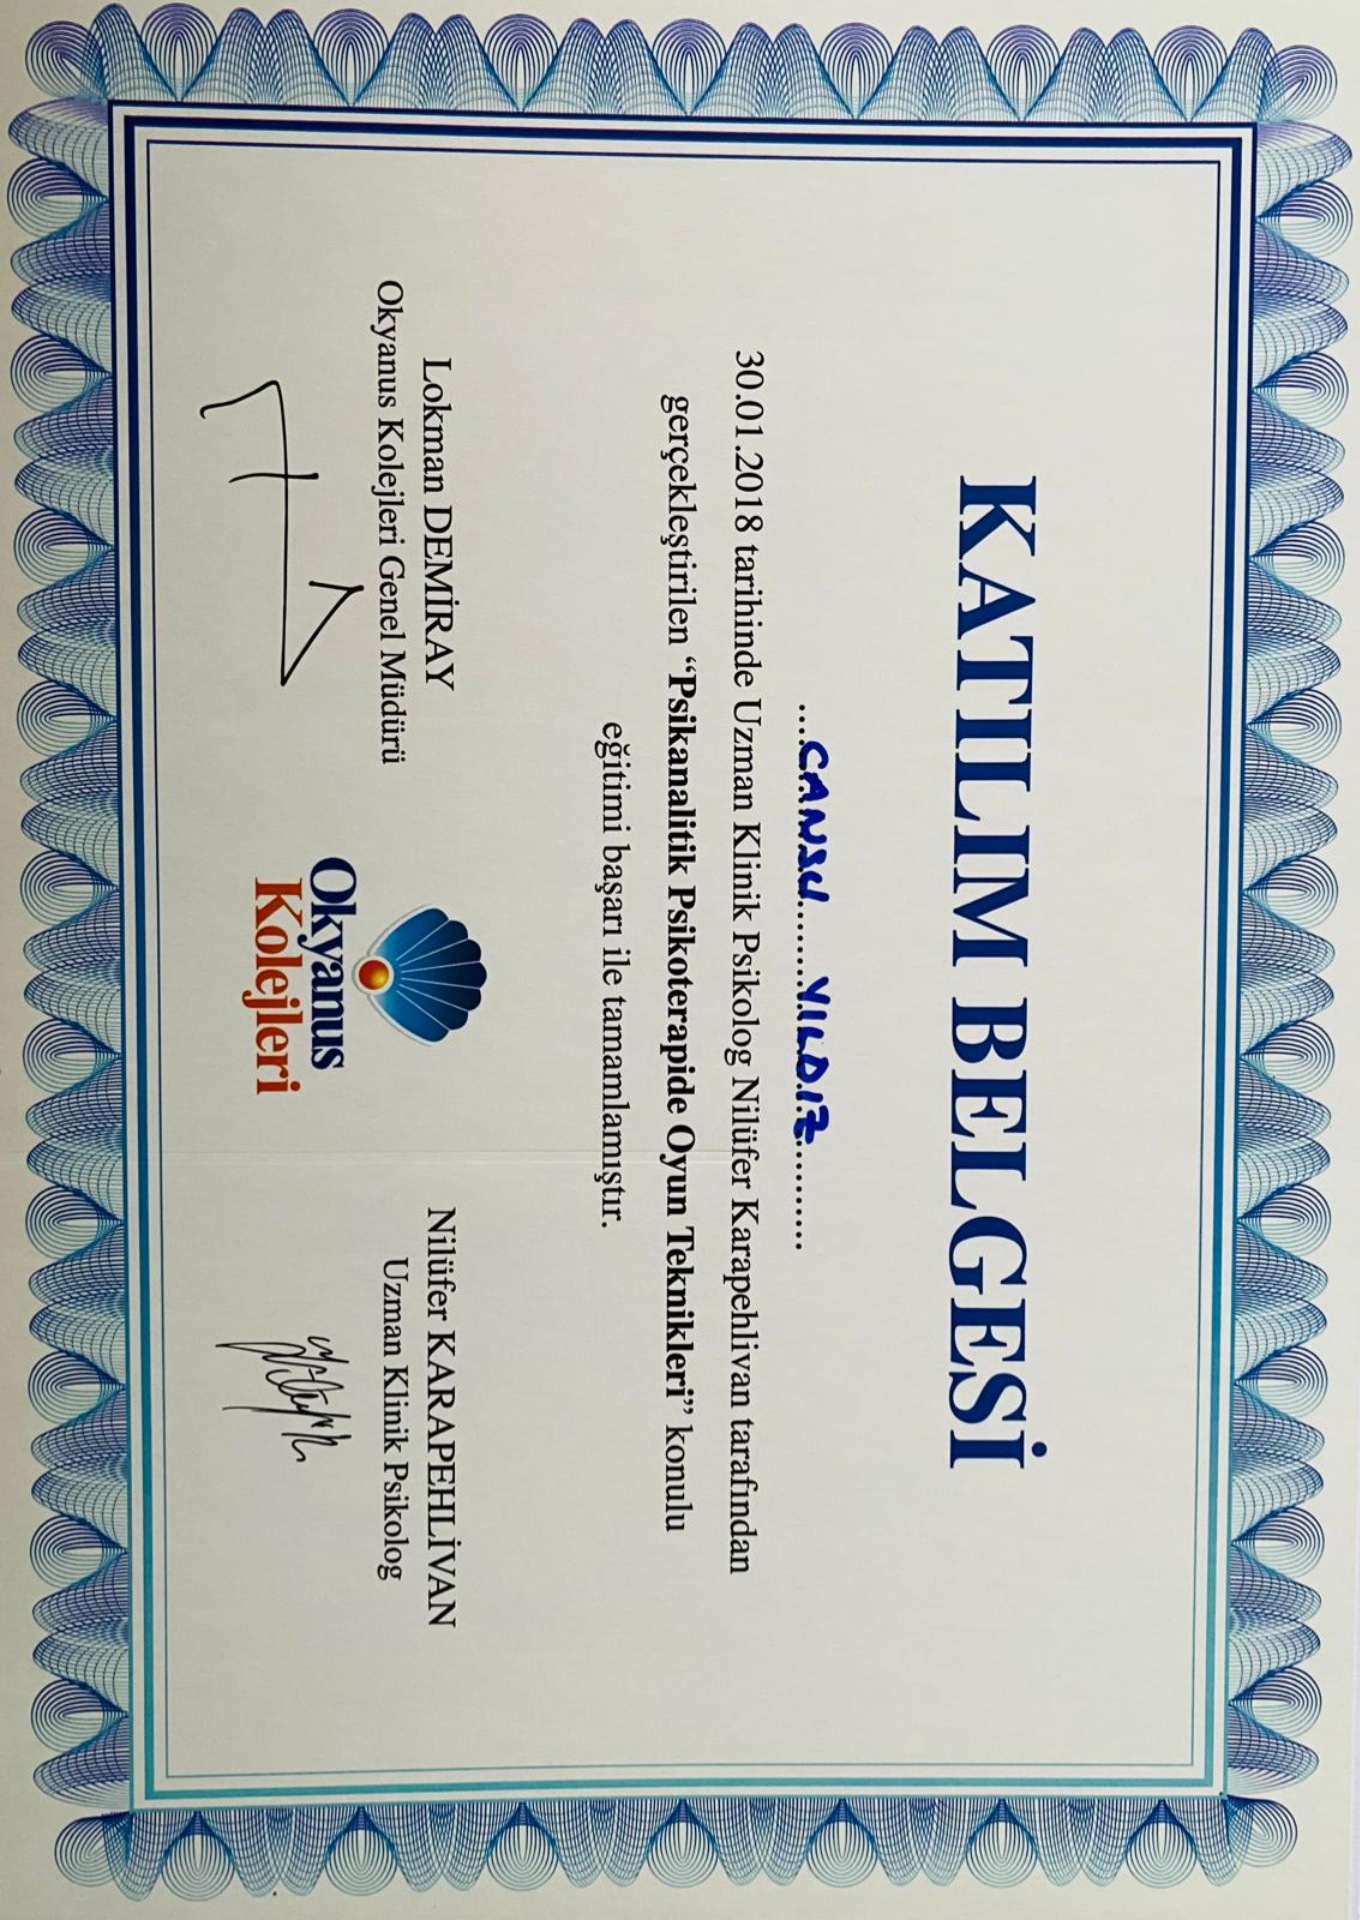 KATILIM BELGESİ
....CANSU........YILDIZ..........
30.01.2018 tarihinde Uzman Klinik Psikolog Nilüfer Karapehlivan tarafından
gerçekleştirilen “Psikanalitik Psikoterapide Oyun Teknikleri” konulu
eğitimi başarı ile tamamlamıştır.
Lokman DEMİRAY
Okyanus Kolejleri Genel Müdürü
Okyanus
Kolejleri
Nilüfer KARAPEHLİVAN
Uzman Klinik Psikolog